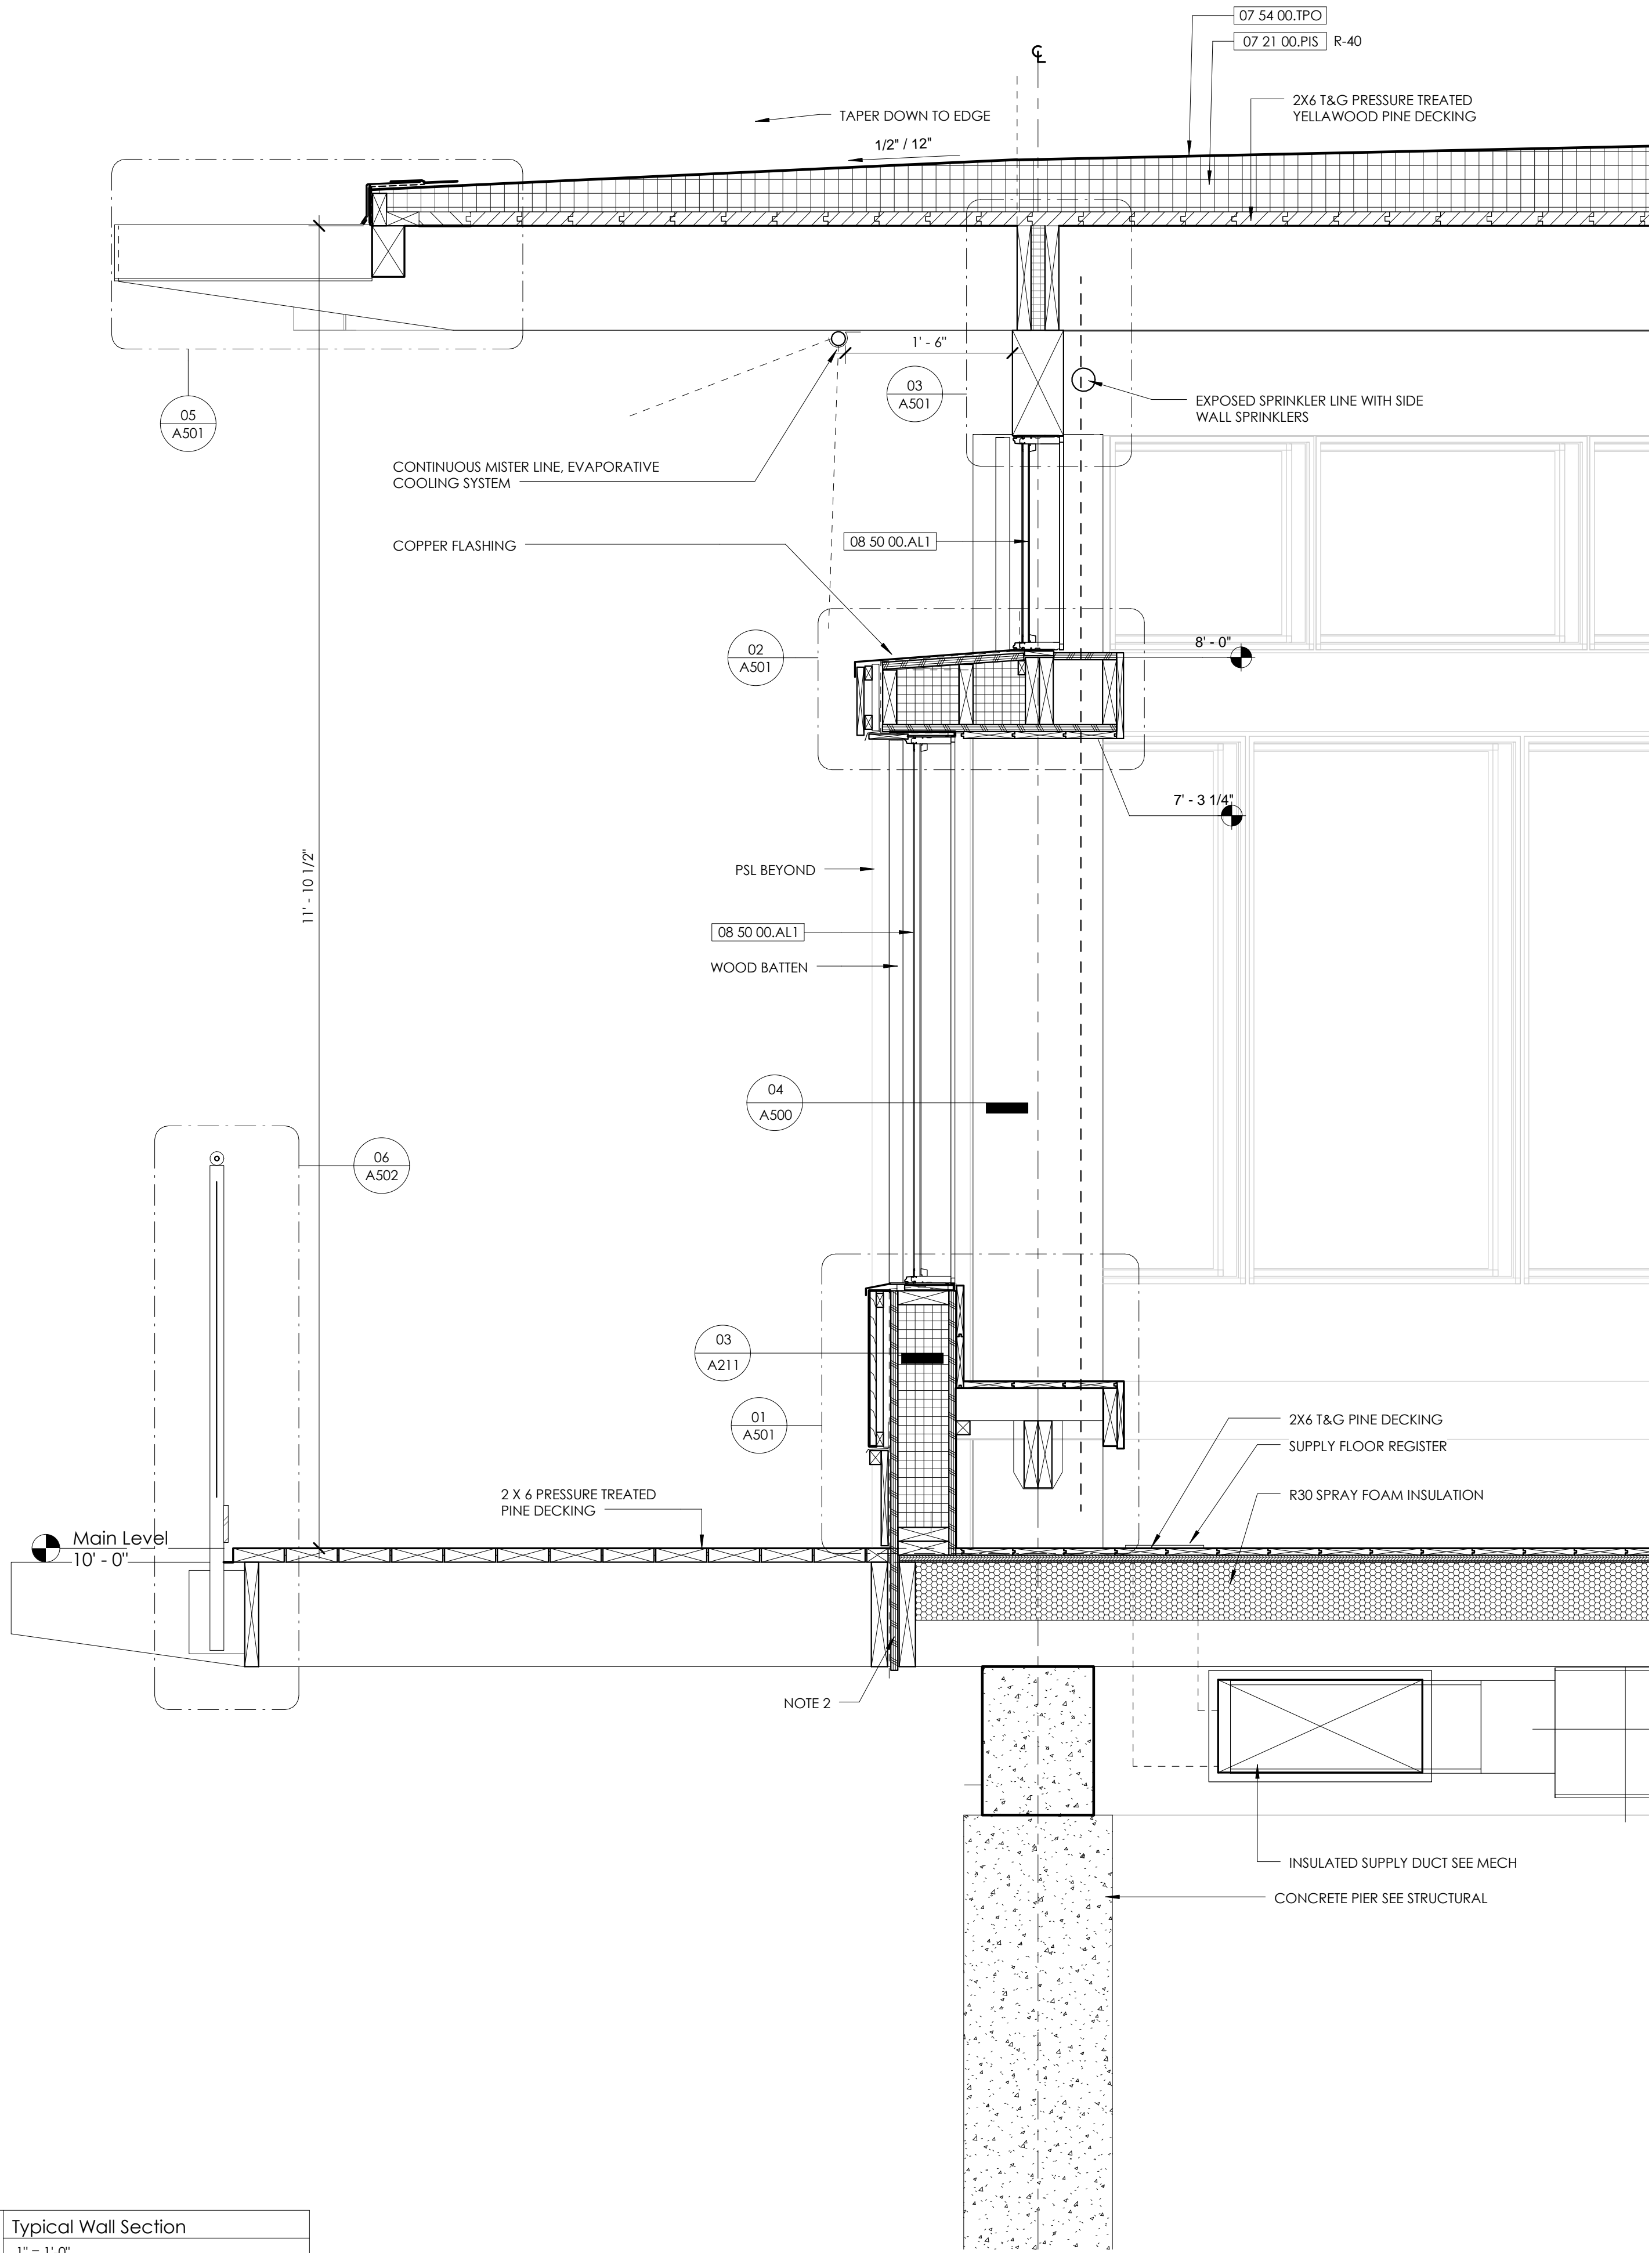 07 54 00.TPO
07 21 00.PIS R-40
CL
2X6 T&G PRESSURE TREATED
YELLAWOOD PINE DECKING
TAPER DOWN TO EDGE
1/2" / 12"
1' - 6"
03
A501
05
A501
EXPOSED SPRINKLER LINE WITH SIDE
WALL SPRINKLERS
CONTINUOUS MISTER LINE, EVAPORATIVE
COOLING SYSTEM
COPPER FLASHING
08 50 00.AL1
02
A501
8' - 0"
7' - 3 1/4"
11' - 10 1/2"
PSL BEYOND
08 50 00.AL1
WOOD BATTEN
04
A500
06
A502
03
A211
01
A501
2X6 T&G PINE DECKING
SUPPLY FLOOR REGISTER
R30 SPRAY FOAM INSULATION
2 X 6 PRESSURE TREATED
PINE DECKING
Main Level
10' - 0"
NOTE 2
INSULATED SUPPLY DUCT SEE MECH
CONCRETE PIER SEE STRUCTURAL
Typical Wall Section
1" = 1'-0"